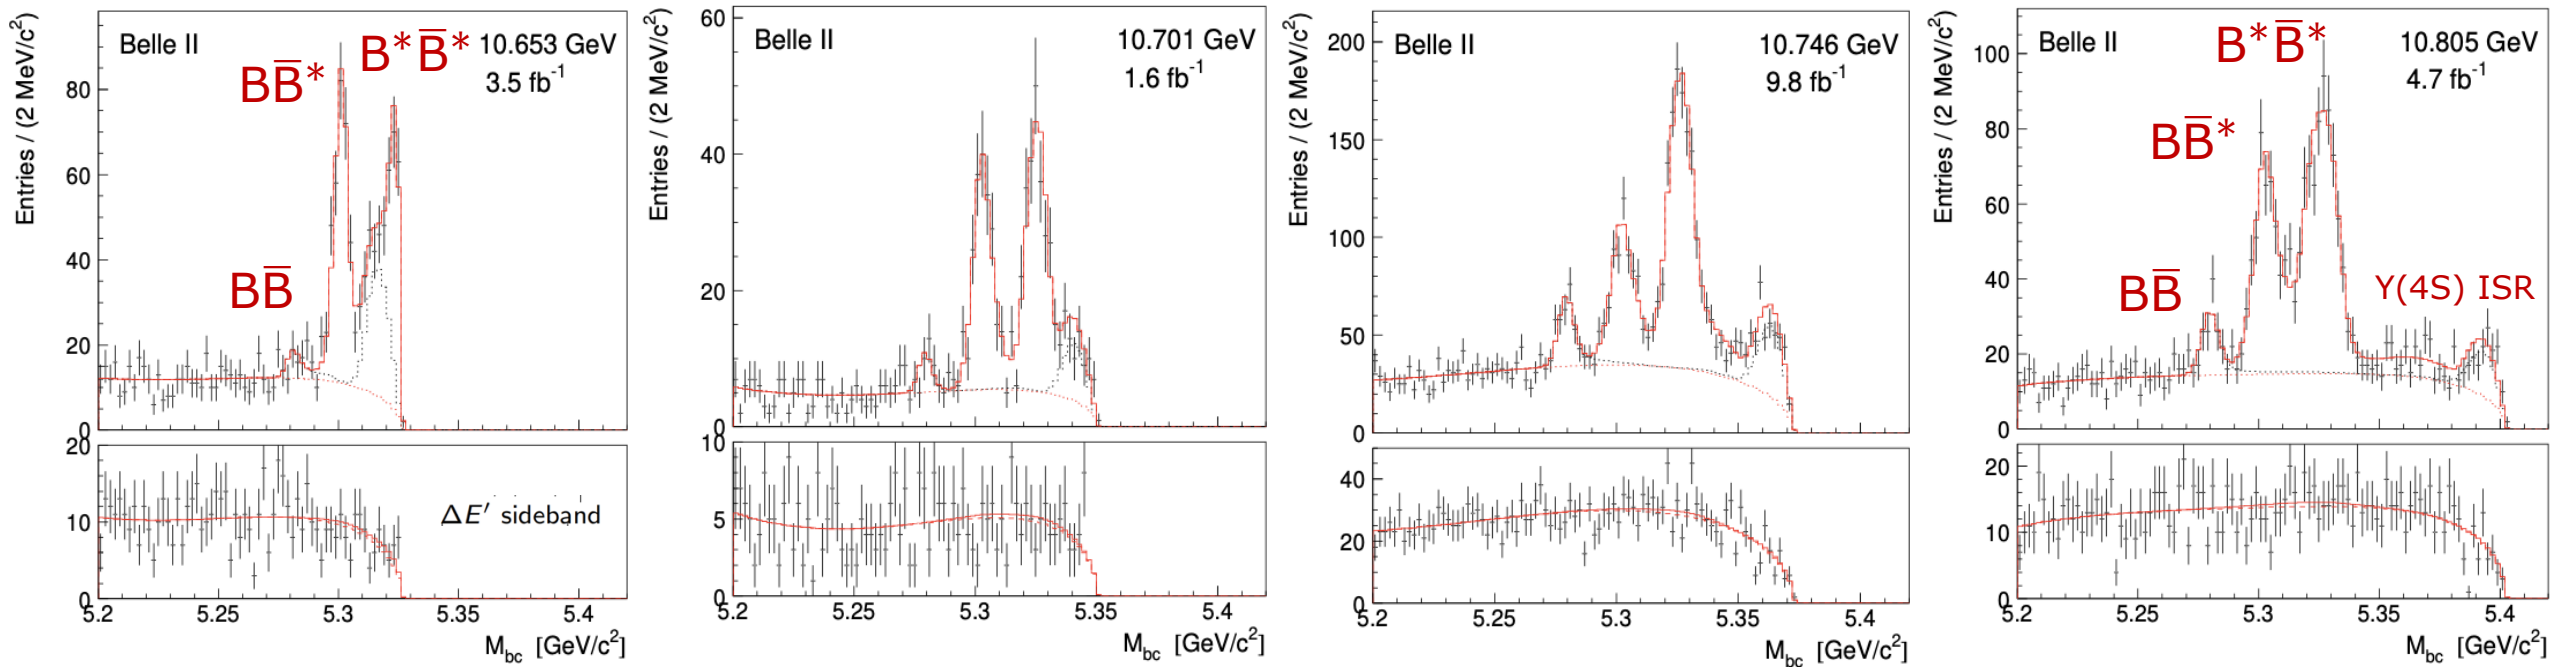 Belle II
10.653 GeV
3.5 fb⁻¹
BB̅*
B*B̅*
BB̅
Entries / (2 MeV/c²)
0
20
40
60
80
0
10
20
ΔE′ sideband
5.2
5.25
5.3
5.35
5.4
M_bc [GeV/c²]
Belle II
10.701 GeV
1.6 fb⁻¹
Entries / (2 MeV/c²)
0
20
40
60
0
5
10
5.2
5.25
5.3
5.35
5.4
M_bc [GeV/c²]
Belle II
10.746 GeV
9.8 fb⁻¹
Entries / (2 MeV/c²)
0
50
100
150
200
0
20
40
5.2
5.25
5.3
5.35
5.4
M_bc [GeV/c²]
Belle II
10.805 GeV
4.7 fb⁻¹
B*B̅*
BB̅*
BB̅
Y(4S) ISR
Entries / (2 MeV/c²)
0
20
40
60
80
100
0
10
20
5.2
5.25
5.3
5.35
5.4
M_bc [GeV/c²]